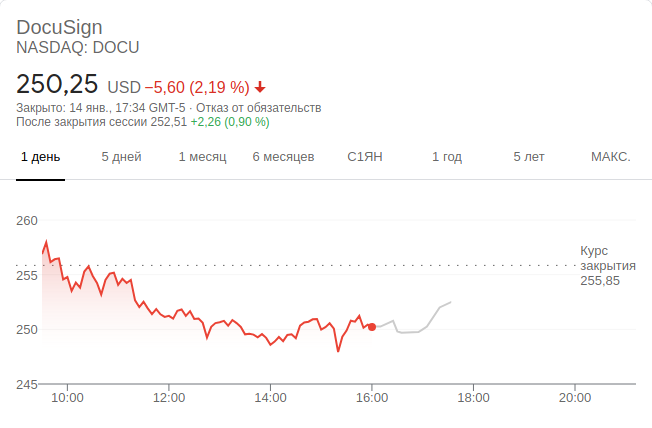 DocuSign
NASDAQ: DOCU
250,25 USD −5,60 (2,19 %)
Закрыто: 14 янв., 17:34 GMT-5 · Отказ от обязательств
После закрытия сессии 252,51 +2,26 (0,90 %)
1 день 5 дней 1 месяц 6 месяцев С1ЯН 1 год 5 лет МАКС.
260
Курс
закрытия
255,85
255
250
245
10:00 12:00 14:00 16:00 18:00 20:00